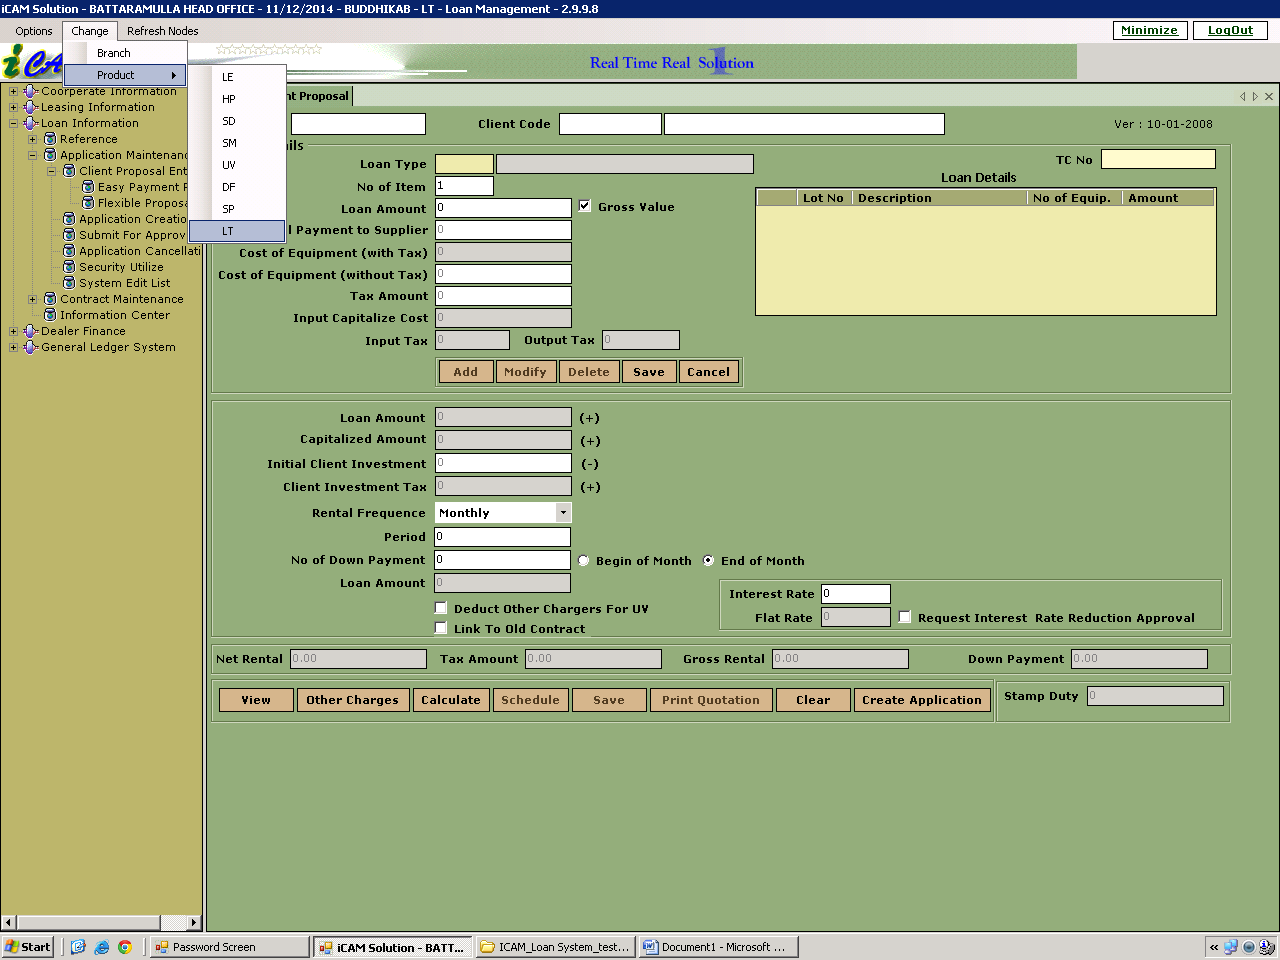 iCAM Solution - BATTARAMULLA HEAD OFFICE - 11/12/2014 - BUDDHIKAB - LT - Loan Management - 2.9.9.8
Options Change Refresh Nodes Minimize LogOut
Branch
Product
LE
HP
SD
SM
UV
DF
SP
LT
iCA
Real Time Real Solution
1
Cooperate Information
Leasing Information
Loan Information
Reference
Application Maintenanc
Client Proposal Ent
Easy Payment P
Flexible Proposa
Application Creatio
Submit For Approv
Application Cancellati
Security Utilize
System Edit List
Contract Maintenance
Information Center
Dealer Finance
General Ledger System
nt Proposal
Client Code
Ver : 10-01-2008
ils
Loan Type
TC No
No of Item 1
Loan Details
Loan Amount 0 Gross Value
Lot No Description No of Equip. Amount
l Payment to Supplier 0
Cost of Equipment (with Tax) 0
Cost of Equipment (without Tax) 0
Tax Amount 0
Input Capitalize Cost 0
Input Tax 0 Output Tax 0
Add Modify Delete Save Cancel
Loan Amount 0 (+)
Capitalized Amount 0 (+)
Initial Client Investment 0 (-)
Client Investment Tax 0 (+)
Rental Frequence Monthly
Period 0
No of Down Payment 0 Begin of Month End of Month
Loan Amount 0
Interest Rate 0
Deduct Other Chargers For UV
Flat Rate 0 Request Interest Rate Reduction Approval
Link To Old Contract
Net Rental 0.00 Tax Amount 0.00 Gross Rental 0.00 Down Payment 0.00
View Other Charges Calculate Schedule Save Print Quotation Clear Create Application Stamp Duty 0
Start Password Screen iCAM Solution - BATT... ICAM_Loan System_test... Document1 - Microsoft ...